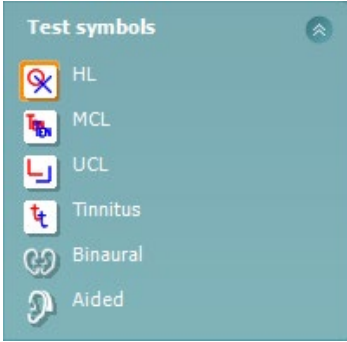 Test symbols
HL
MCL
UCL
Tinnitus
Binaural
Aided